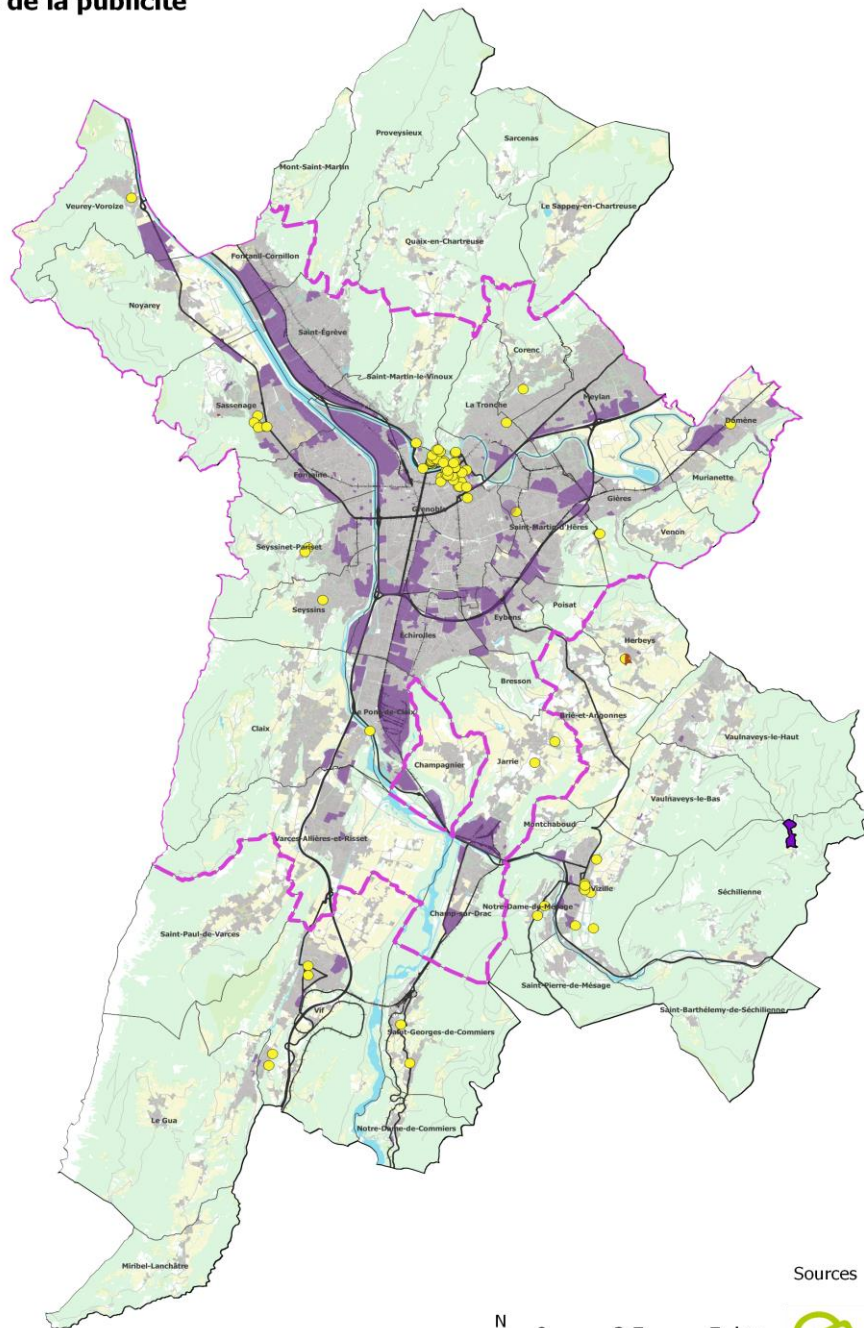 de la publicité
Proveysieux
Sarcenas
Mont-Saint-Martin
Veurey-Voroize
Le Sappey-en-Chartreuse
Quaix-en-Chartreuse
Fontanil-Cornillon
Noyarey
Saint-Égrève
Corenc
Saint-Martin-le-Vinoux
Meylan
Sassenage
La Tronche
Domène
Fontaine
Murianette
Gières
Grenoble
Saint-Martin-d'Hères
Venon
Seyssinet-Pariset
Poisat
Seyssins
Eybens
Échirolles
Herbeys
Bresson
Le Pont-de-Claix
Brié-et-Angonnes
Claix
Vaulnaveys-le-Haut
Champagnier
Jarrie
Vaulnaveys-le-Bas
Montchaboud
Varces-Allières-et-Risset
Vizille
Séchilienne
Notre-Dame-de-Mésage
Champ-sur-Drac
Saint-Paul-de-Varces
Saint-Pierre-de-Mésage
Saint-Barthélemy-de-Séchilienne
Vif
Saint-Georges-de-Commiers
Le Gua
Notre-Dame-de-Commiers
Miribel-Lanchâtre
Sources
N